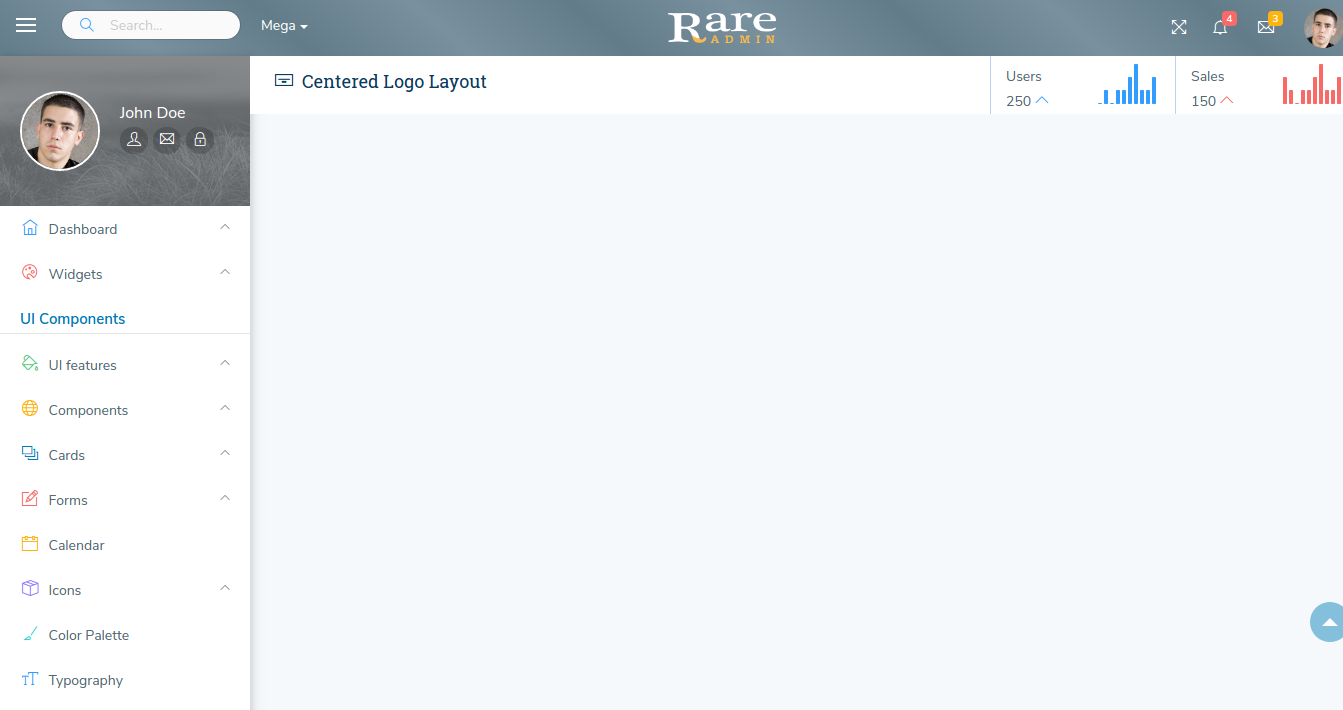 Search...
Mega
Rare
ADMIN
4
3
John Doe
Centered Logo Layout
Users
250
Sales
150
Dashboard
Widgets
UI Components
UI features
Components
Cards
Forms
Calendar
Icons
Color Palette
Typography